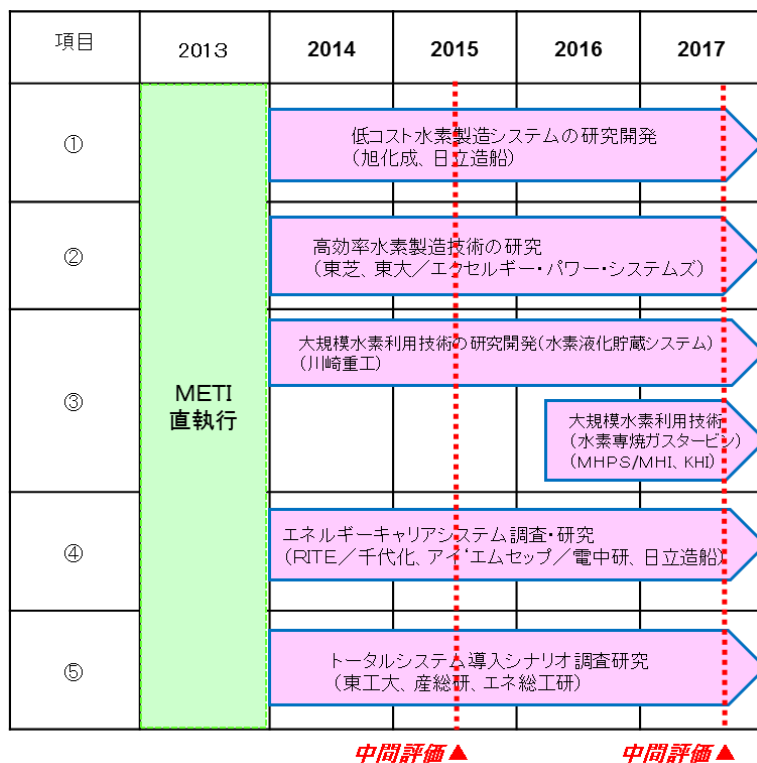 項目
2013
2014
2015
2016
2017
METI
直執行
①
低コスト水素製造システムの研究開発
(旭化成、日立造船)
②
高効率水素製造技術の研究
(東芝、東大／エクセルギー・パワー・システムズ)
③
大規模水素利用技術の研究開発(水素液化貯蔵システム)
(川崎重工)
大規模水素利用技術
(水素専焼ガスタービン)
(MHPS/MHI、KHI)
④
エネルギーキャリアシステム調査・研究
(RITE／千代化、アイ'エムセップ／電中研、日立造船)
⑤
トータルシステム導入シナリオ調査研究
(東工大、産総研、エネ総工研)
中間評価▲
中間評価▲